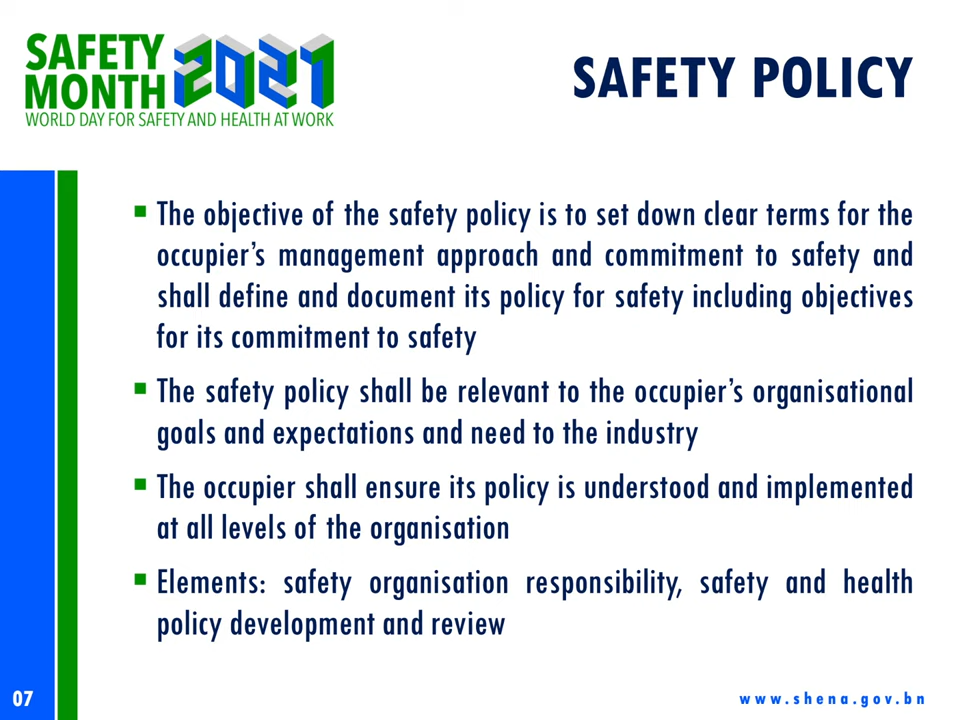 SAFETY
MONTH 2021
WORLD DAY FOR SAFETY AND HEALTH AT WORK
SAFETY POLICY
The objective of the safety policy is to set down clear terms for the
occupier’s management approach and commitment to safety and
shall define and document its policy for safety including objectives
for its commitment to safety
The safety policy shall be relevant to the occupier’s organisational
goals and expectations and need to the industry
The occupier shall ensure its policy is understood and implemented
at all levels of the organisation
Elements: safety organisation responsibility, safety and health
policy development and review
07
www.shena.gov.bn